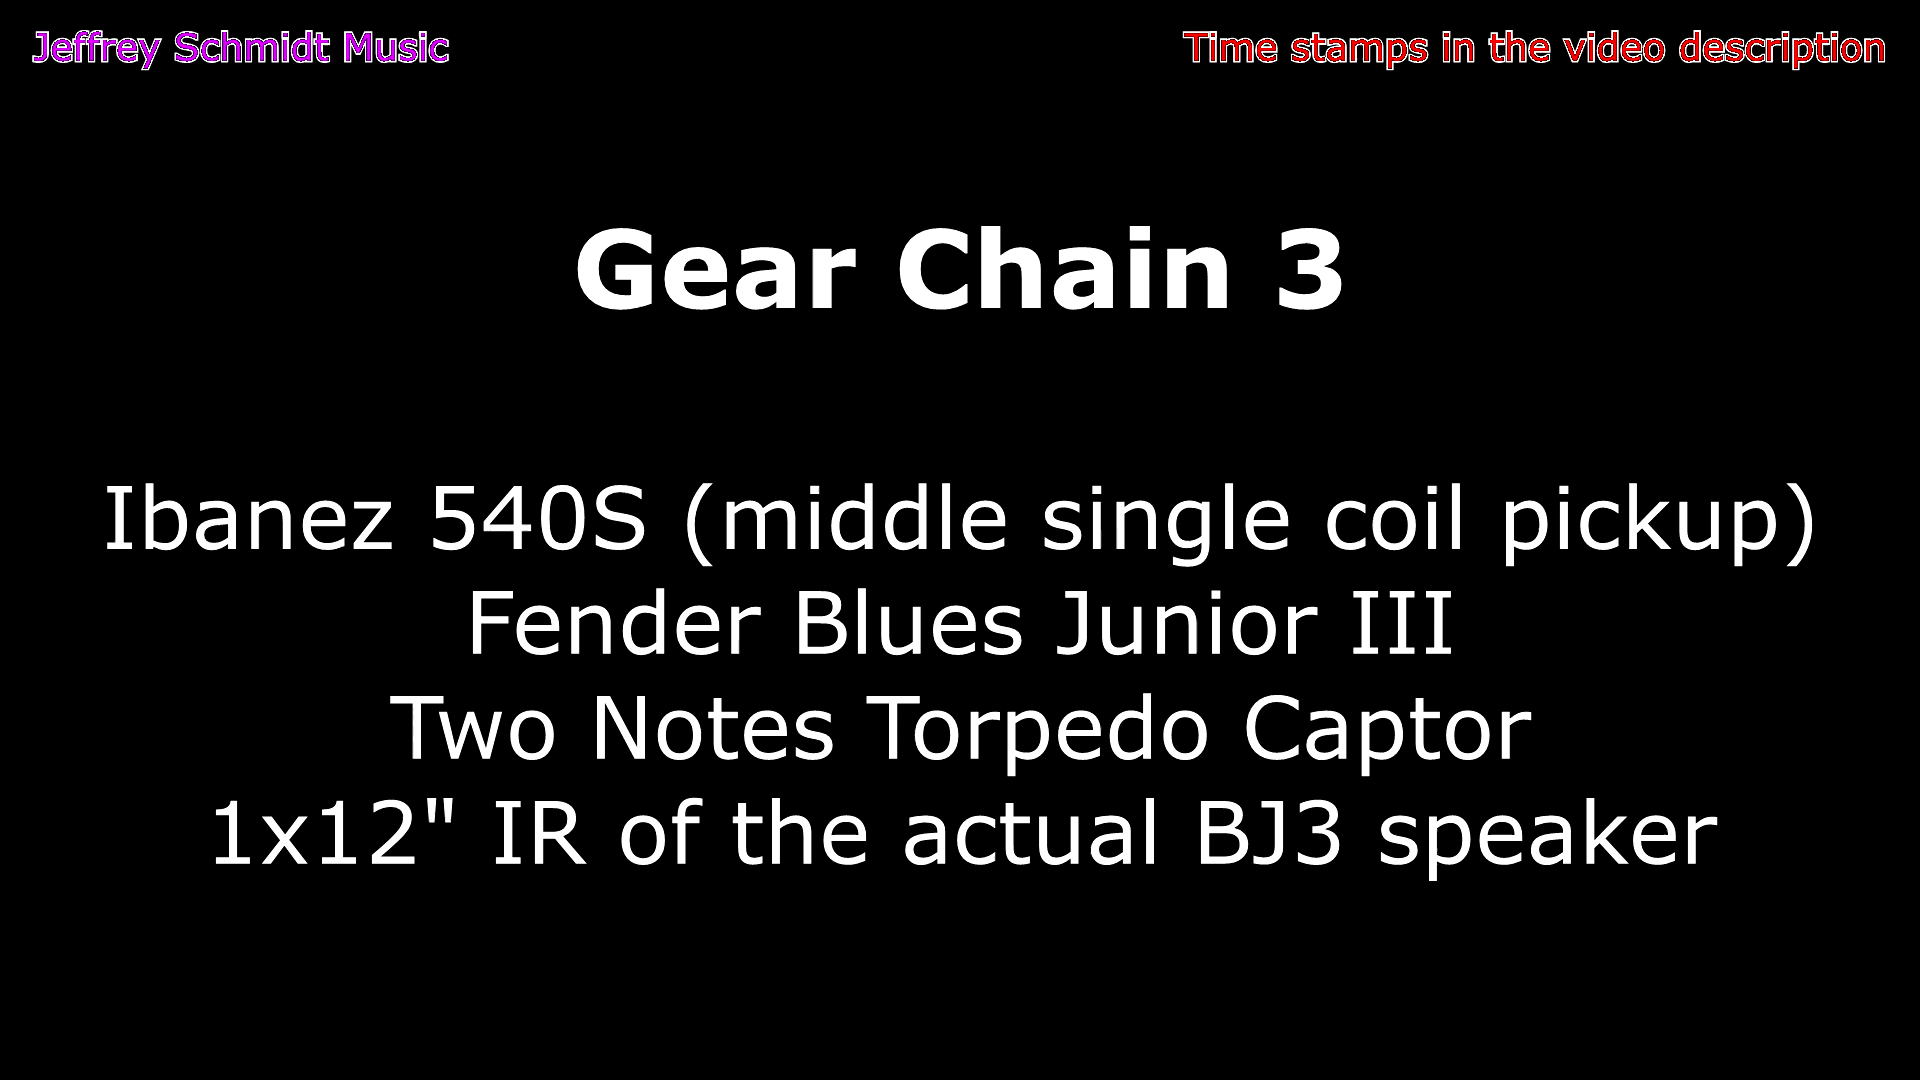 Jeffrey Schmidt Music
Time stamps in the video description
Gear Chain 3
Ibanez 540S (middle single coil pickup)
Fender Blues Junior III
Two Notes Torpedo Captor
1x12" IR of the actual BJ3 speaker